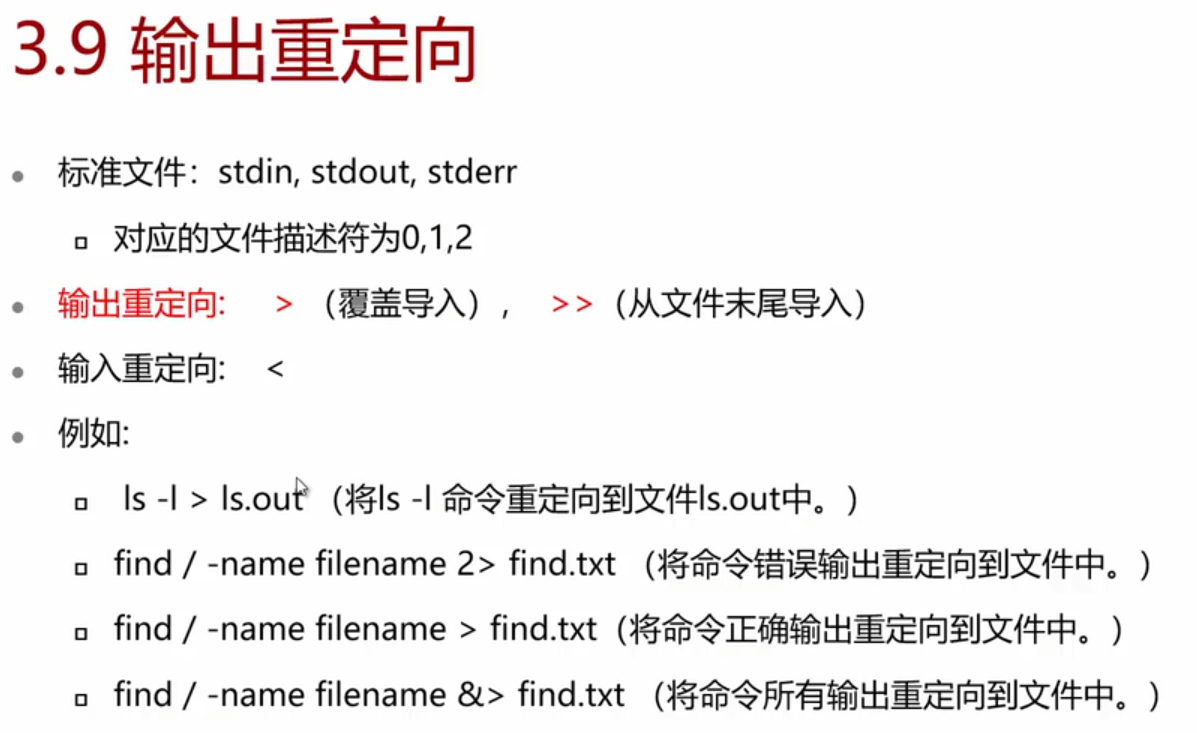 3.9 输出重定向
标准文件：stdin, stdout, stderr
对应的文件描述符为0,1,2
输出重定向: > （覆盖导入）, >>（从文件末尾导入）
输入重定向: <
例如:
ls -l > ls.out （将ls -l 命令重定向到文件ls.out中。）
find / -name filename 2> find.txt （将命令错误输出重定向到文件中。）
find / -name filename > find.txt（将命令正确输出重定向到文件中。）
find / -name filename &> find.txt （将命令所有输出重定向到文件中。）